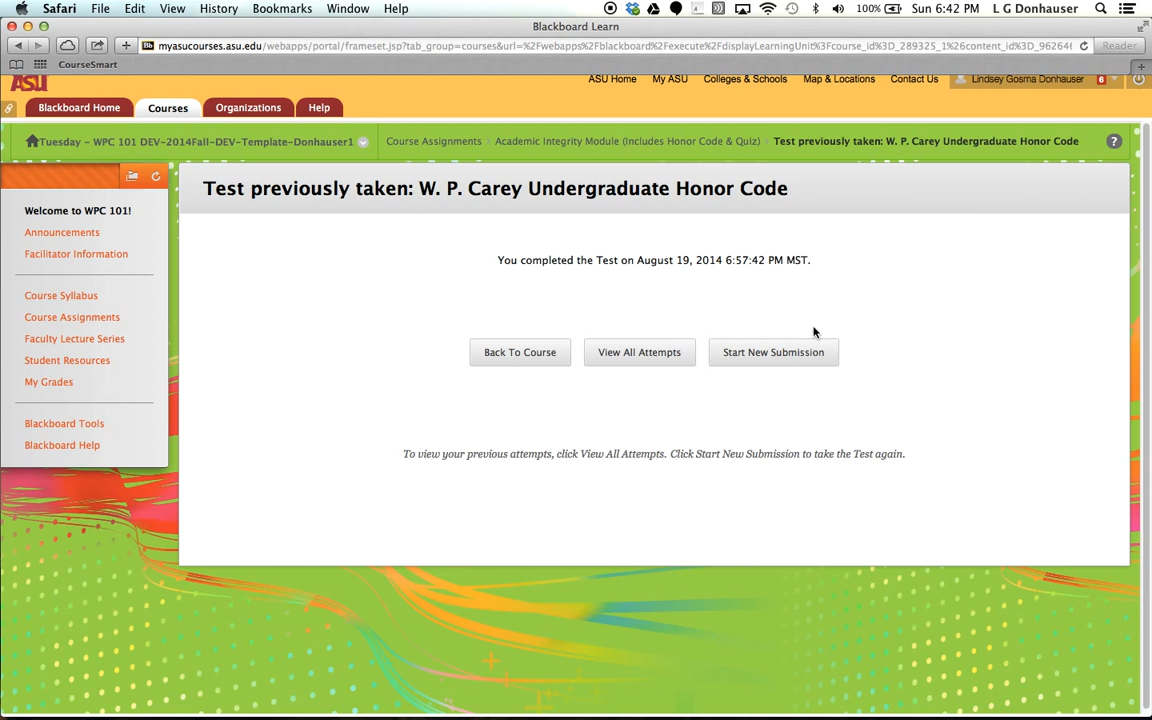 Safari File Edit View History Bookmarks Window Help 100% Sun 6:42 PM L G Donhauser
Blackboard Learn
myasucourses.asu.edu/webapps/portal/frameset.jsp?tab_group=courses&url=%2Fwebapps%2Fblackboard%2Fexecute%2FdisplayLearningUnit%3Fcourse_id%3D_289325_1%26content_id%3D_962646 Reader
CourseSmart
ASU ASU Home My ASU Colleges & Schools Map & Locations Contact Us Lindsey Gosma Donhauser 6
Blackboard Home Courses Organizations Help
Tuesday - WPC 101 DEV-2014Fall-DEV-Template-Donhauser1 Course Assignments Academic Integrity Module (Includes Honor Code & Quiz) Test previously taken: W. P. Carey Undergraduate Honor Code ?
Test previously taken: W. P. Carey Undergraduate Honor Code
Welcome to WPC 101!
Announcements
Facilitator Information
Course Syllabus
Course Assignments
Faculty Lecture Series
Student Resources
My Grades
Blackboard Tools
Blackboard Help
You completed the Test on August 19, 2014 6:57:42 PM MST.
Back To Course View All Attempts Start New Submission
To view your previous attempts, click View All Attempts. Click Start New Submission to take the Test again.